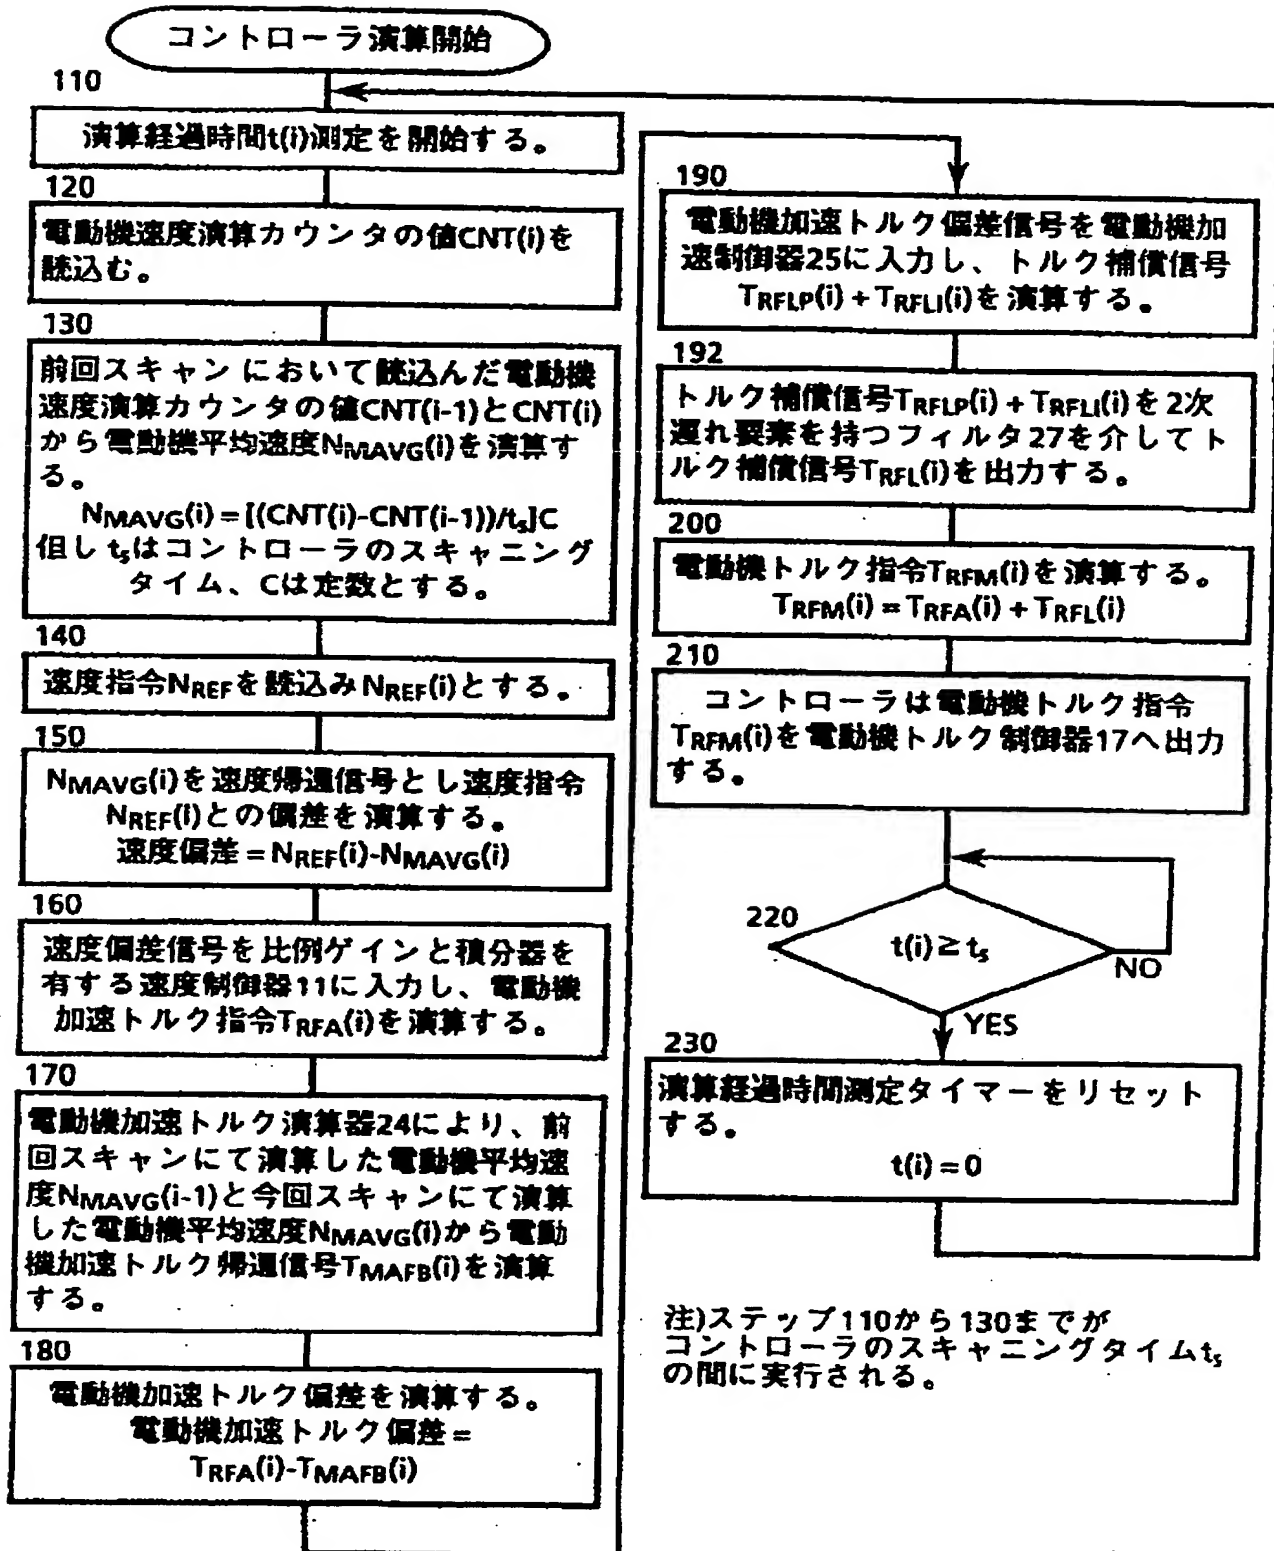 コントローラ演算開始
110
演算経過時間t(i)測定を開始する。
120
電動機速度演算カウンタの値CNT(i)を
読込む。
130
前回スキャンにおいて読込んだ電動機
速度演算カウンタの値CNT(i-1)とCNT(i)
から電動機平均速度NMAVG(i)を演算す
る。
NMAVG(i)=[(CNT(i)-CNT(i-1))/ts]C
但しtsはコントローラのスキャニング
タイム、Cは定数とする。
140
速度指令NREFを読込みNREF(i)とする。
150
NMAVG(i)を速度帰還信号とし速度指令
NREF(i)との偏差を演算する。
速度偏差=NREF(i)-NMAVG(i)
160
速度偏差信号を比例ゲインと積分器を
有する速度制御器11に入力し、電動機
加速トルク指令TRFA(i)を演算する。
170
電動機加速トルク演算器24により、前
回スキャンにて演算した電動機平均速
度NMAVG(i-1)と今回スキャンにて演算
した電動機平均速度NMAVG(i)から電動
機加速トルク帰還信号TMAFB(i)を演算
する。
180
電動機加速トルク偏差を演算する。
電動機加速トルク偏差=
TRFA(i)-TMAFB(i)
190
電動機加速トルク偏差信号を電動機加
速制御器25に入力し、トルク補償信号
TRFLP(i)+TRFLI(i)を演算する。
192
トルク補償信号TRFLP(i)+TRFLI(i)を2次
遅れ要素を持つフィルタ27を介してト
ルク補償信号TRFL(i)を出力する。
200
電動機トルク指令TRFM(i)を演算する。
TRFM(i)=TRFA(i)+TRFL(i)
210
コントローラは電動機トルク指令
TRFM(i)を電動機トルク制御器17へ出力
する。
220
t(i)≧ts
NO
YES
230
演算経過時間測定タイマーをリセット
する。
t(i)=0
注)ステップ110から130までが
コントローラのスキャニングタイムts
の間に実行される。